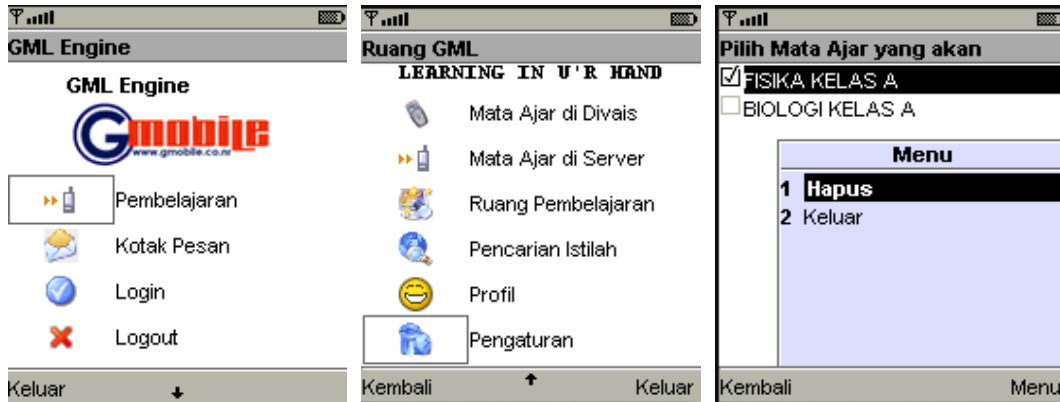 GML Engine
GML Engine
Gmobile
www.gmobile.co.nr
Pembelajaran
Kotak Pesan
Login
Logout
Keluar
Ruang GML
LEARNING IN U'R HAND
Mata Ajar di Divais
Mata Ajar di Server
Ruang Pembelajaran
Pencarian Istilah
Profil
Pengaturan
Kembali Keluar
Pilih Mata Ajar yang akan
FISIKA KELAS A
BIOLOGI KELAS A
Menu
1 Hapus
2 Keluar
Kembali Menu